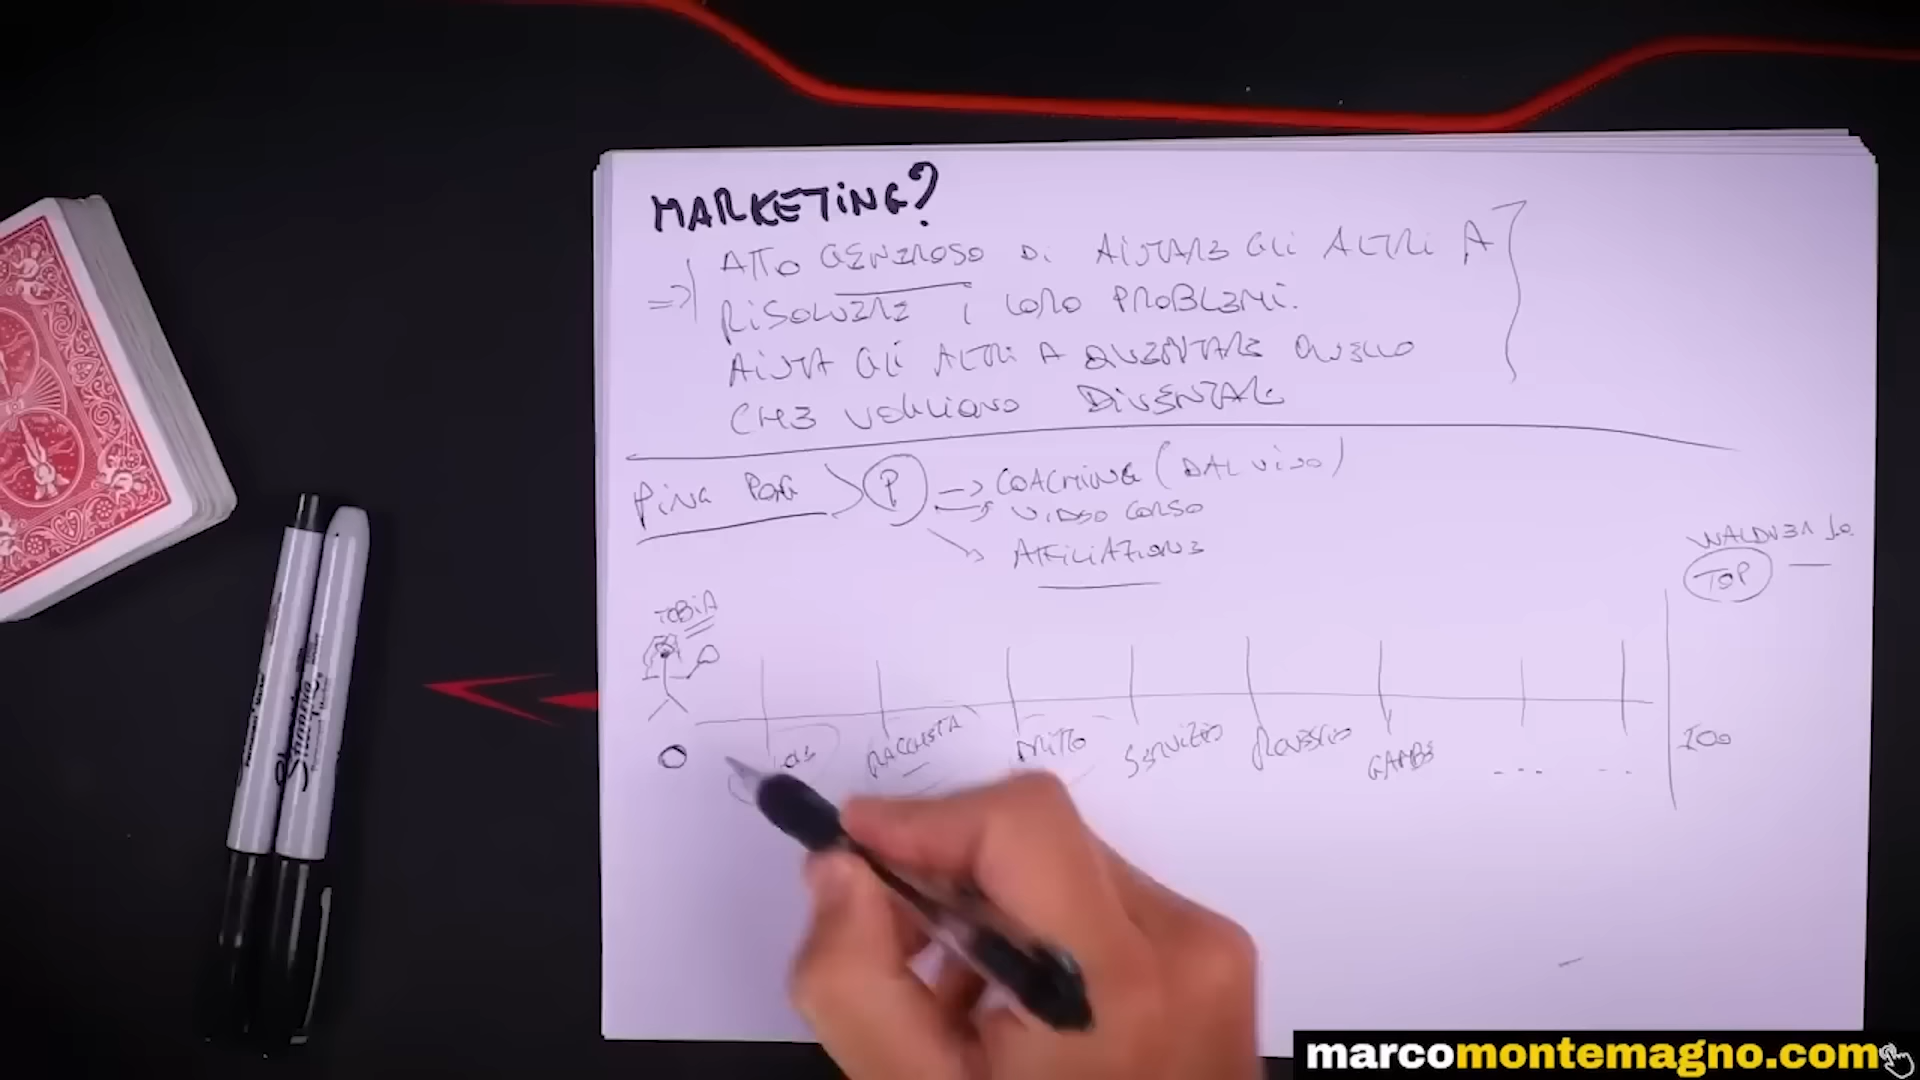 MARKETING?
=> ATTO GENEROSO DI AIUTARE GLI ALTRI A
RISOLVERE I LORO PROBLEMI.
AIUTA GLI ALTRI A DIVENTARE QUELLO
CHE VOGLIONO DIVENTARE
PING PONG
P
-> COACHING (DAL VIVO)
VIDEO CORSO
AFFILIAZIONE
WALDNER J.O.
TOP
TOBIA
0
RACCHETTA
DRITTO
SERVIZIO
ROVESCIO
GAMBE
...
..
100
Sharpie
marcomontemagno.com